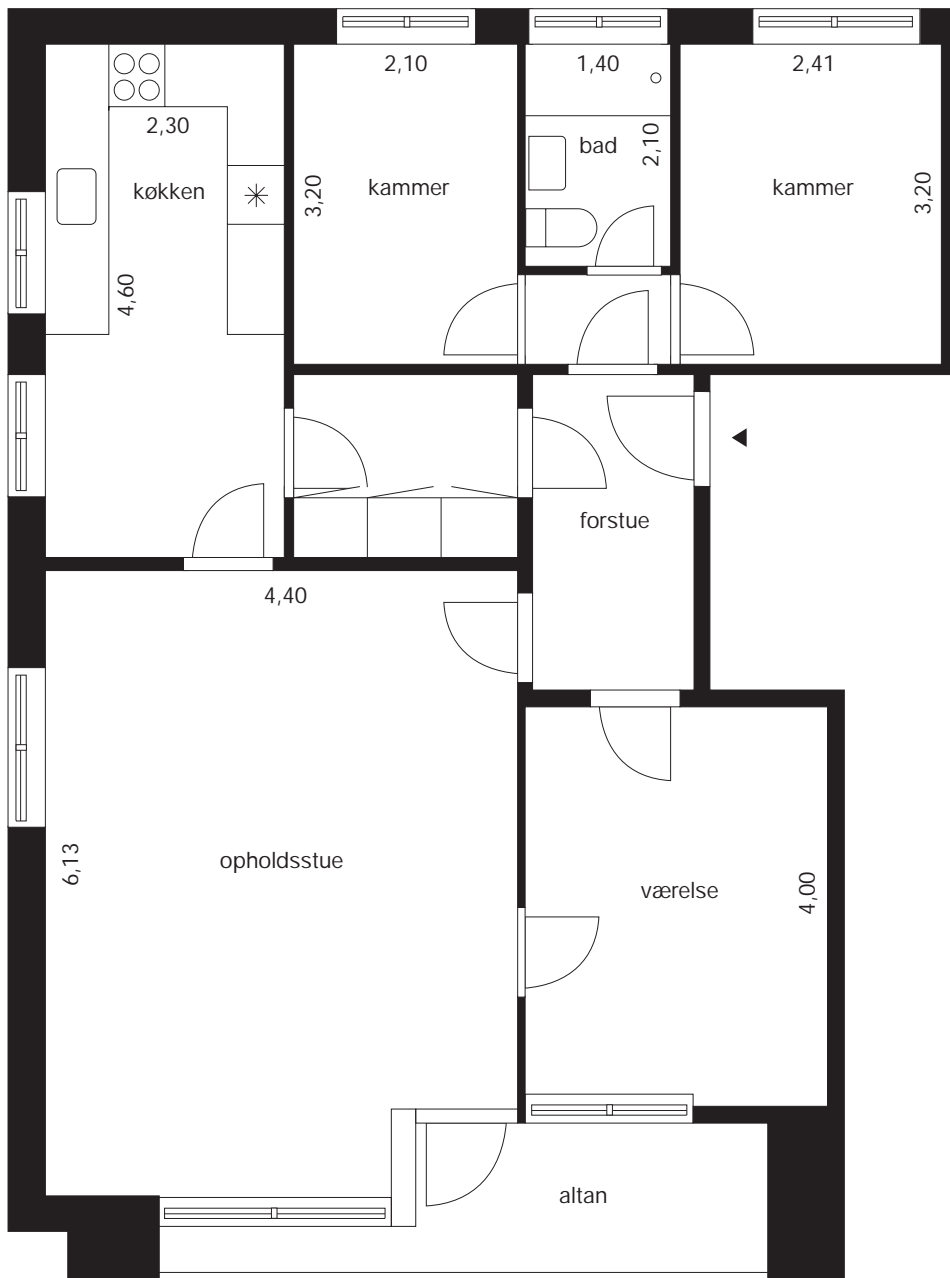 2,10
1,40
2,41
2,30
bad
2,10
køkken
kammer
kammer
3,20
3,20
4,60
forstue
4,40
opholdsstue
6,13
værelse
4,00
altan